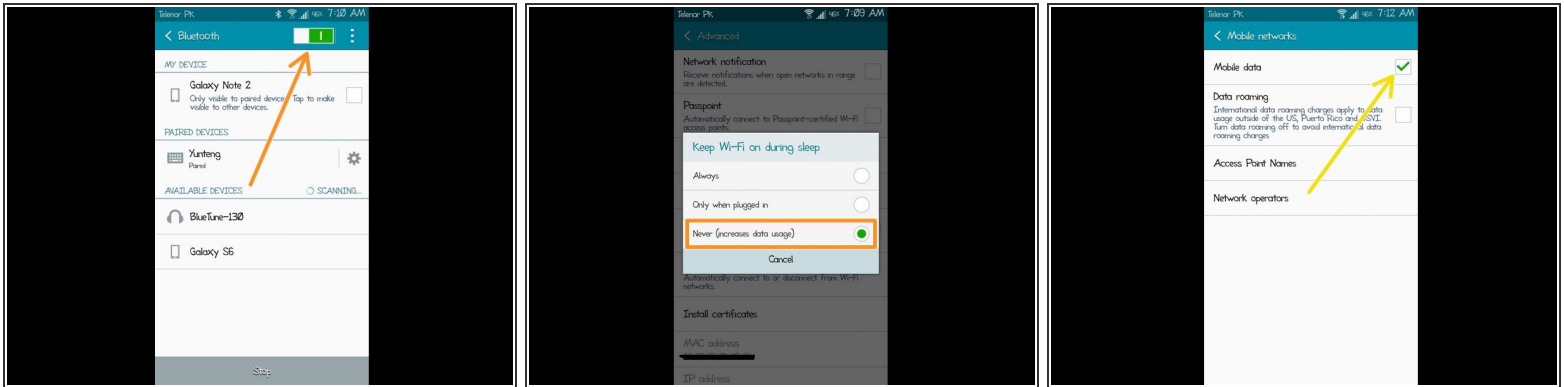 Telenor PK 46% 7:10 AM
Bluetooth
MY DEVICE
Galaxy Note 2
Only visible to paired devices. Tap to make
visible to other devices.
PAIRED DEVICES
Xunteng
Paired
AVAILABLE DEVICES SCANNING...
BlueTune-130
Galaxy S6
Stop
Telenor PK 46% 7:09 AM
Advanced
Network notification
Receive notifications when open networks in range
are detected.
Passpoint
Automatically connect to Passpoint-certified Wi-Fi
access points.
Keep Wi-Fi on during sleep
Always
Only when plugged in
Never (increases data usage)
Cancel
Automatically connect to or disconnect from Wi-Fi
networks.
Install certificates
MAC address
IP address
Telenor PK 46% 7:12 AM
Mobile networks
Mobile data
Data roaming
International data roaming charges apply to data
usage outside of the US, Puerto Rico and USVI.
Turn data roaming off to avoid international data
roaming charges
Access Point Names
Network operators